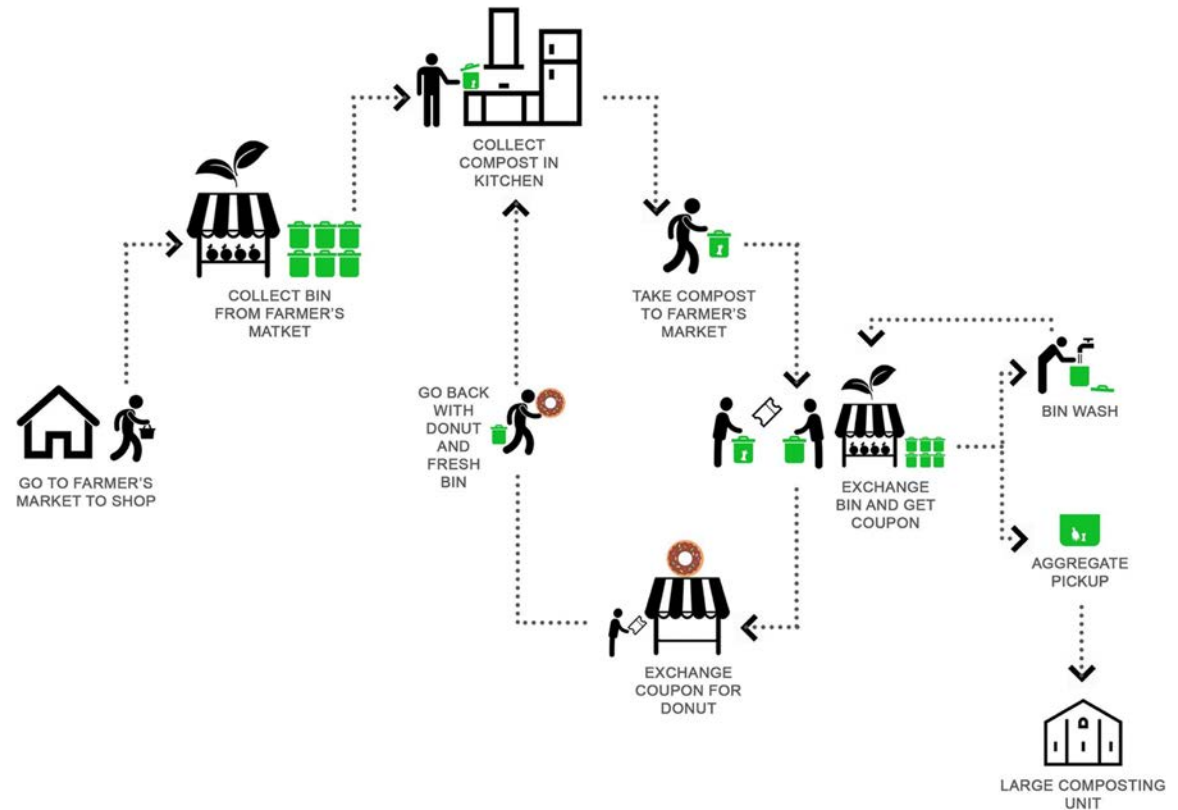 COLLECT
COMPOST IN
KITCHEN
COLLECT BIN
FROM FARMER'S
MATKET
TAKE COMPOST
TO FARMER'S
MARKET
GO TO FARMER'S
MARKET TO SHOP
GO BACK
WITH
DONUT
AND
FRESH
BIN
BIN WASH
EXCHANGE
BIN AND GET
COUPON
AGGREGATE
PICKUP
EXCHANGE
COUPON FOR
DONUT
LARGE COMPOSTING
UNIT